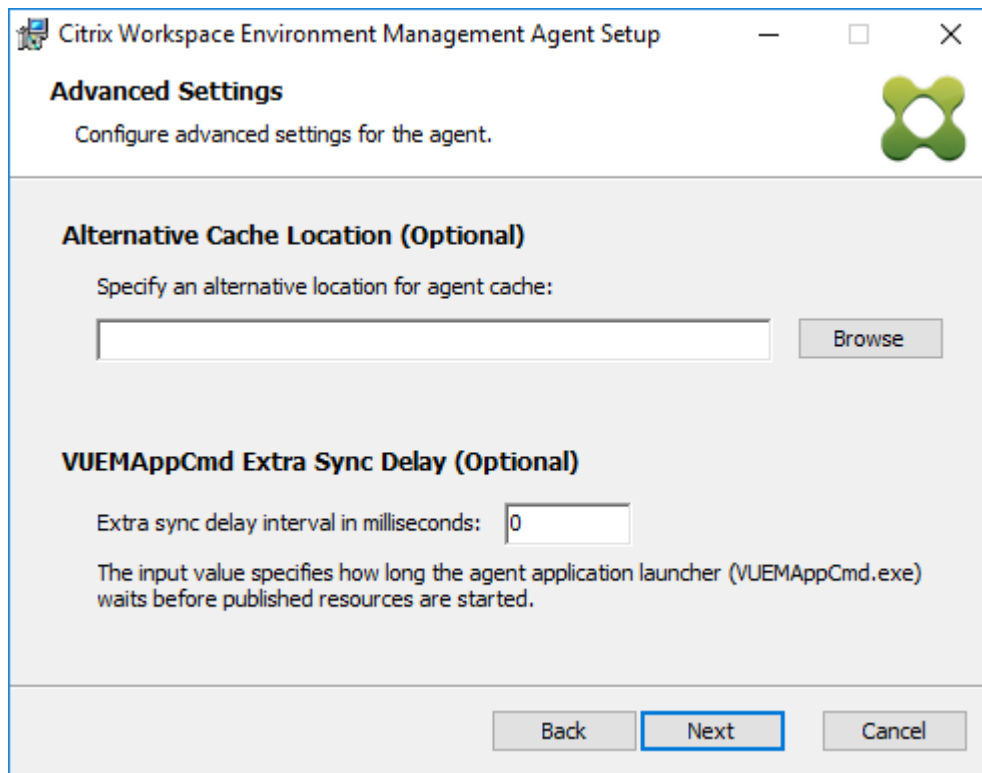 Citrix Workspace Environment Management Agent Setup
Advanced Settings
Configure advanced settings for the agent.
Alternative Cache Location (Optional)
Specify an alternative location for agent cache:
Browse
VUEMAppCmd Extra Sync Delay (Optional)
Extra sync delay interval in milliseconds: 0
The input value specifies how long the agent application launcher (VUEMAppCmd.exe)
waits before published resources are started.
Back Next Cancel